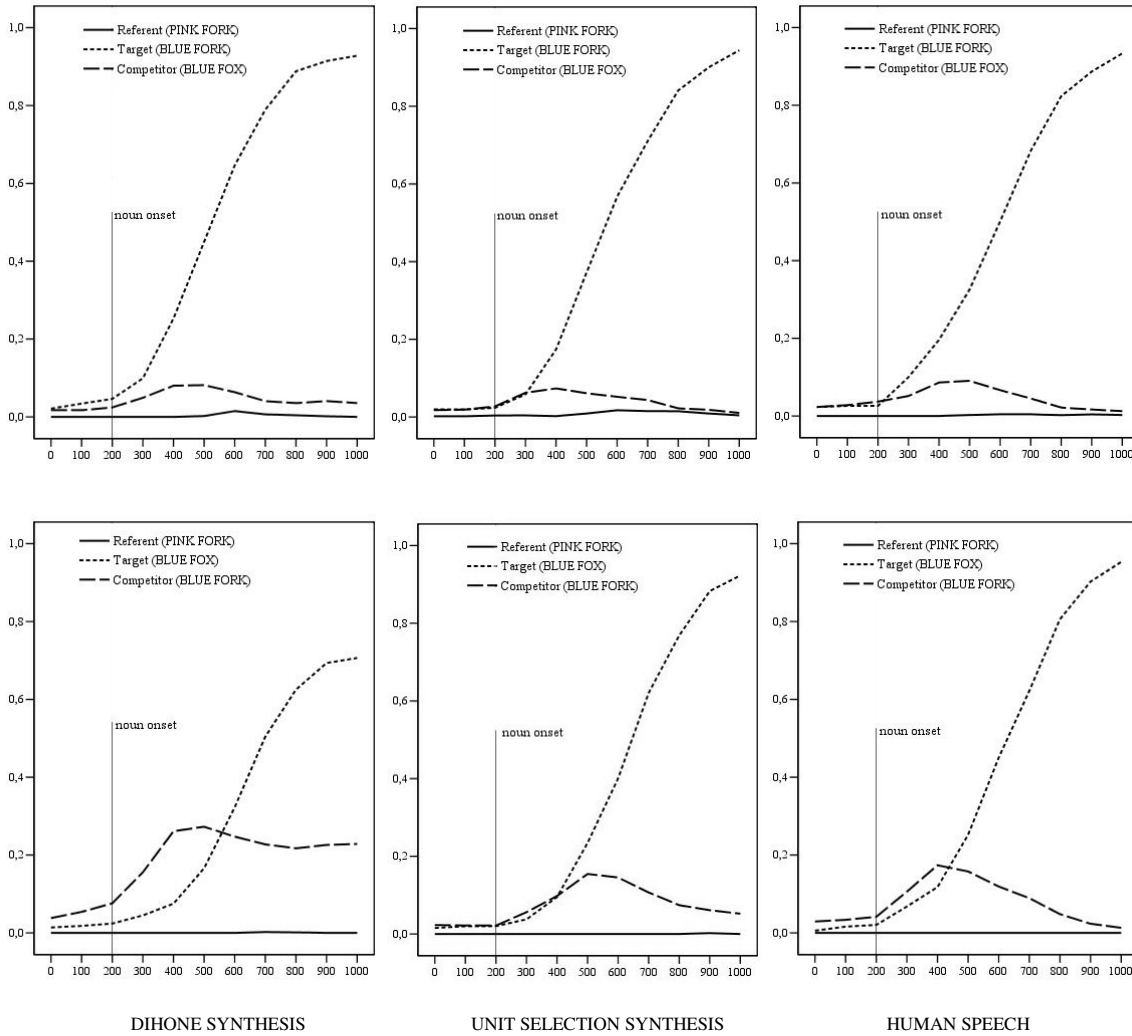 Referent (PINK FORK)
Target (BLUE FORK)
Competitor (BLUE FOX)
1,0
0,8
0,6
0,4
0,2
0,0
noun onset
0 100 200 300 400 500 600 700 800 900 1000
Referent (PINK FORK)
Target (BLUE FORK)
Competitor (BLUE FOX)
1,0
0,8
0,6
0,4
0,2
0,0
noun onset
0 100 200 300 400 500 600 700 800 900 1000
Referent (PINK FORK)
Target (BLUE FORK)
Competitor (BLUE FOX)
1,0
0,8
0,6
0,4
0,2
0,0
noun onset
0 100 200 300 400 500 600 700 800 900 1000
Referent (PINK FORK)
Target (BLUE FOX)
Competitor (BLUE FORK)
1,0
0,8
0,6
0,4
0,2
0,0
noun onset
0 100 200 300 400 500 600 700 800 900 1000
Referent (PINK FORK)
Target (BLUE FOX)
Competitor (BLUE FORK)
1,0
0,8
0,6
0,4
0,2
0,0
noun onset
0 100 200 300 400 500 600 700 800 900 1000
Referent (PINK FORK)
Target (BLUE FOX)
Competitor (BLUE FORK)
1,0
0,8
0,6
0,4
0,2
0,0
noun onset
0 100 200 300 400 500 600 700 800 900 1000
DIHONE SYNTHESIS
UNIT SELECTION SYNTHESIS
HUMAN SPEECH